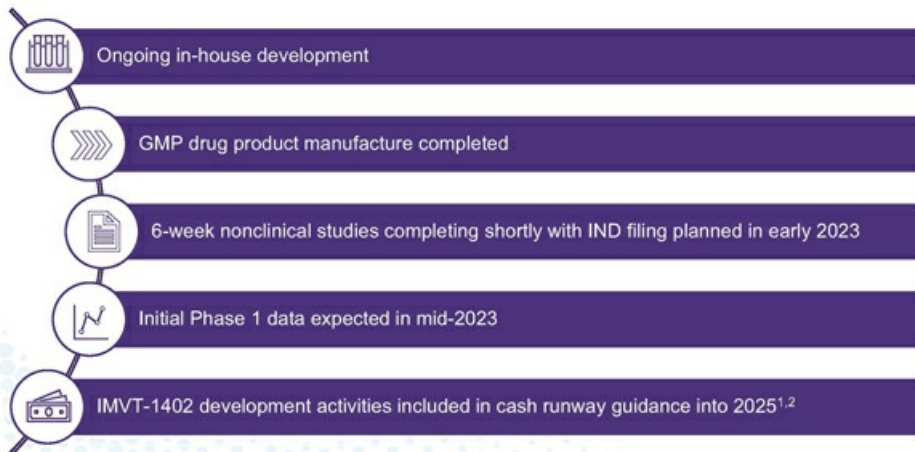 Ongoing in-house development
GMP drug product manufacture completed
6-week nonclinical studies completing shortly with IND filing planned in early 2023
Initial Phase 1 data expected in mid-2023
IMVT-1402 development activities included in cash runway guidance into 2025¹,²